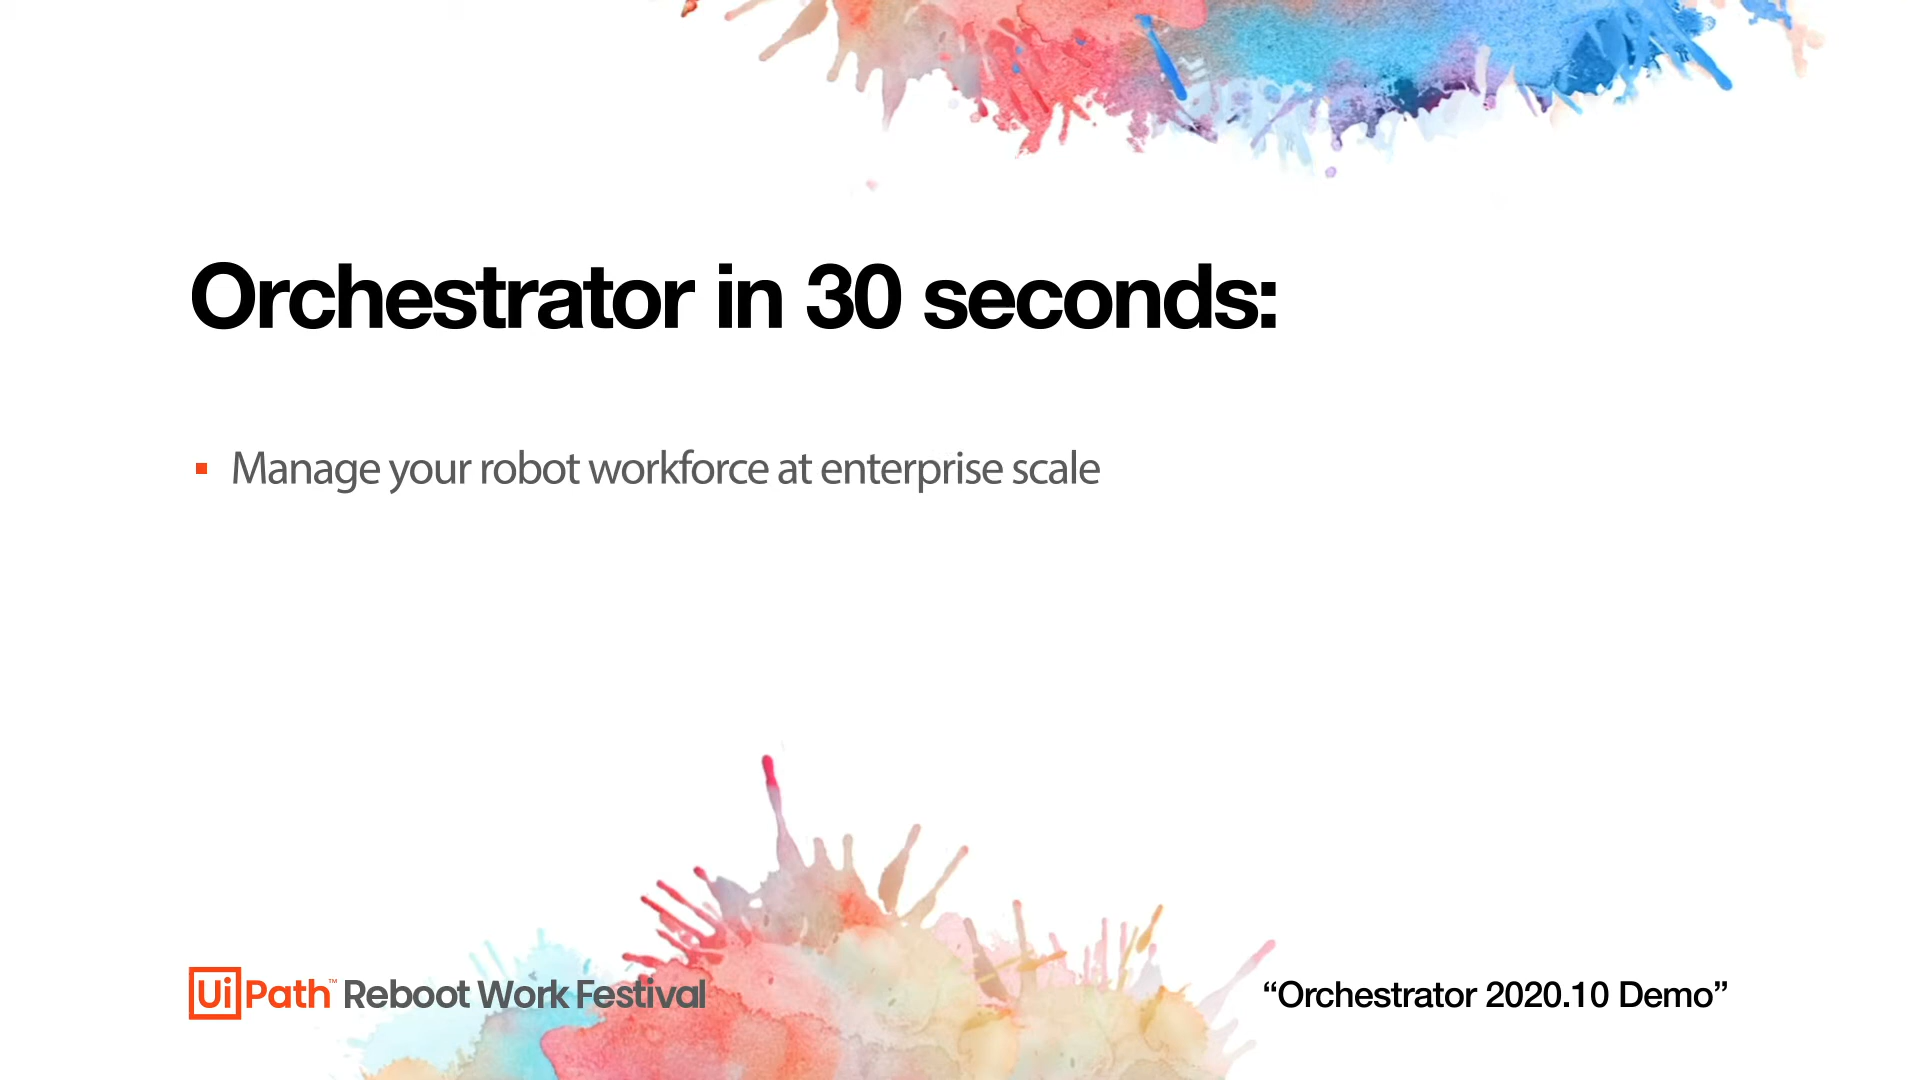 Orchestrator in 30 seconds:
▪ Manage your robot workforce at enterprise scale
UiPath™ Reboot Work Festival
“Orchestrator 2020.10 Demo”